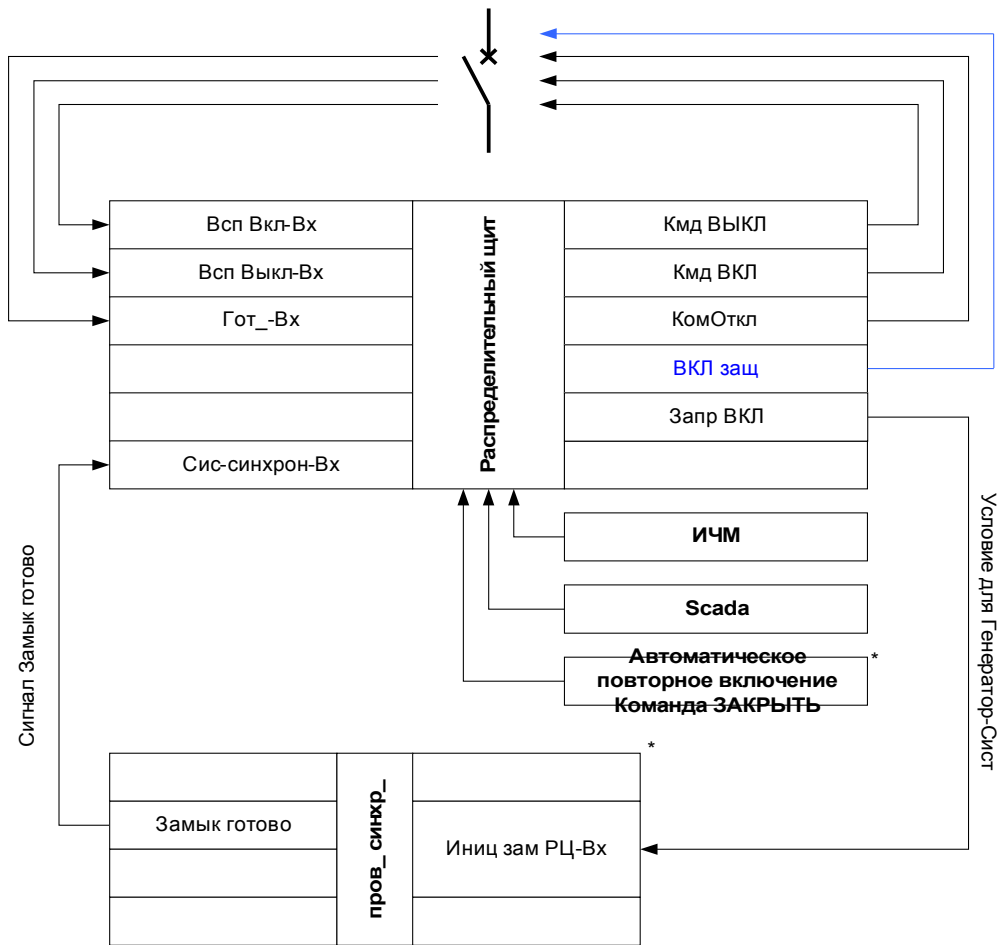 Всп Вкл-Вх
Всп Выкл-Вх
Гот_-Вх
Сис-синхрон-Вх
Распределительный щит
Кмд ВЫКЛ
Кмд ВКЛ
КомОткл
ВКЛ защ
Запр ВКЛ
ИЧМ
Scada
Автоматическое *
повторное включение
Команда ЗАКРЫТЬ
Сигнал Замык готово
Условие для Генератор-Сист
*
Замык готово
пров_ синхр_
Иниц зам РЦ-Вх